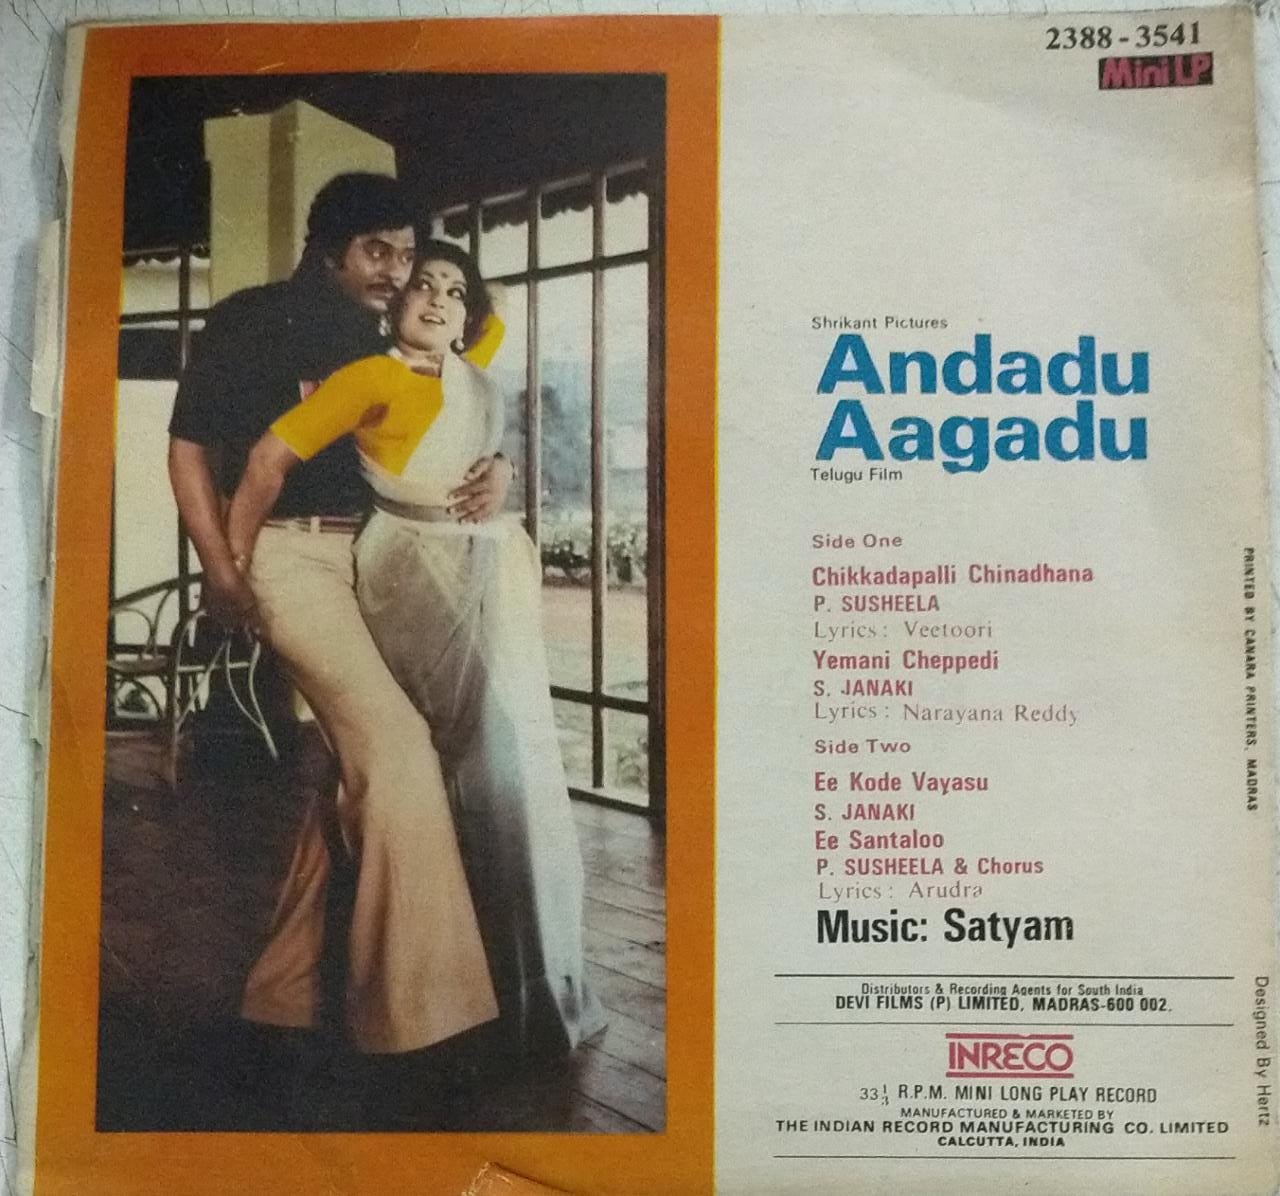 2388-3541
Mini LP
Shrikant Pictures
Andadu
Aagadu
Telugu Film
Side One
Chikkadapalli Chinadhana
P. SUSHEELA
Lyrics: Veetoori
Yemani Cheppedi
S. JANAKI
Lyrics: Narayana Reddy
Side Two
Ee Kode Vayasu
S. JANAKI
Ee Santaloo
P. SUSHEELA & Chorus
Lyrics: Arudra
Music: Satyam
Distributors & Recording Agents for South India
DEVI FILMS (P) LIMITED, MADRAS-600 002.
INRECO
33 1/3 R.P.M. MINI LONG PLAY RECORD
MANUFACTURED & MARKETED BY
THE INDIAN RECORD MANUFACTURING CO. LIMITED
CALCUTTA, INDIA
PRINTED BY CANARA PRINTERS, MADRAS
Designed By Hertz